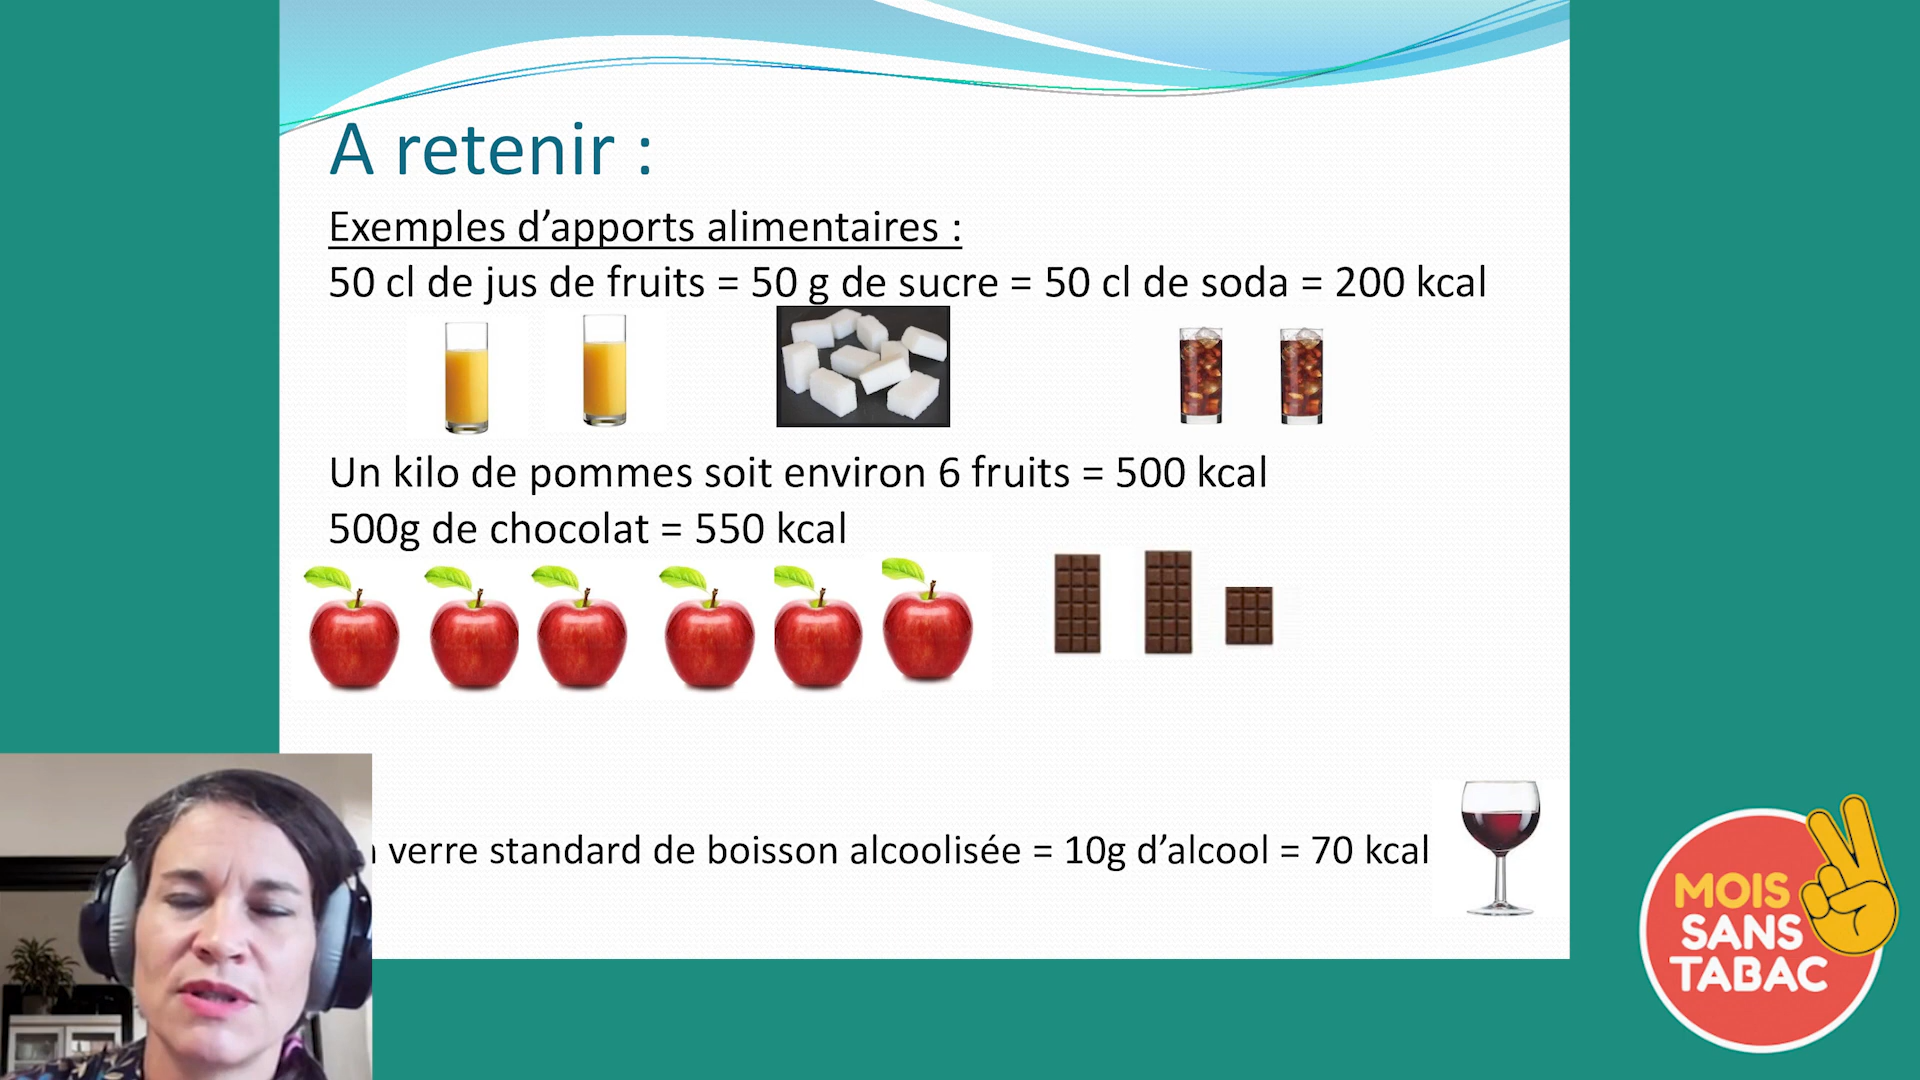 A retenir :
Exemples d’apports alimentaires :
50 cl de jus de fruits = 50 g de sucre = 50 cl de soda = 200 kcal
Un kilo de pommes soit environ 6 fruits = 500 kcal
500g de chocolat = 550 kcal
verre standard de boisson alcoolisée = 10g d’alcool = 70 kcal
MOIS
SANS
TABAC